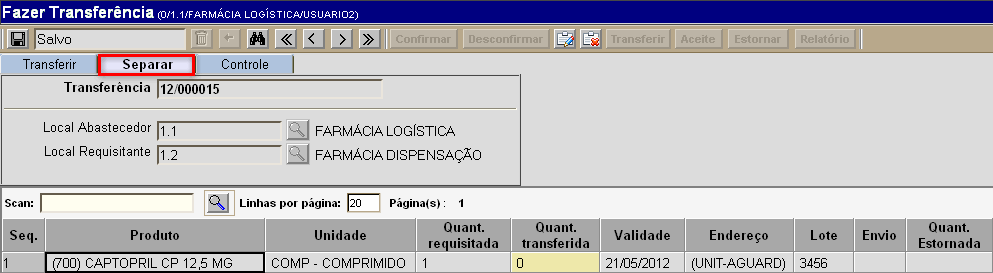 Fazer Transferência (0/1.1/FARMÁCIA LOGÍSTICA/USUARIO2)
Salvo Confirmar Desconfirmar Transferir Aceite Estornar Relatório
Transferir Separar Controle
Transferência 12/000015
Local Abastecedor 1.1 FARMÁCIA LOGÍSTICA
Local Requisitante 1.2 FARMÁCIA DISPENSAÇÃO
Scan: Linhas por página: 20 Página(s) : 1
Seq. Produto Unidade Quant. requisitada Quant. transferida Validade Endereço Lote Envio Quant. Estornada
1 (700) CAPTOPRIL CP 12,5 MG COMP - COMPRIMIDO 1 0 21/05/2012 (UNIT-AGUARD) 3456